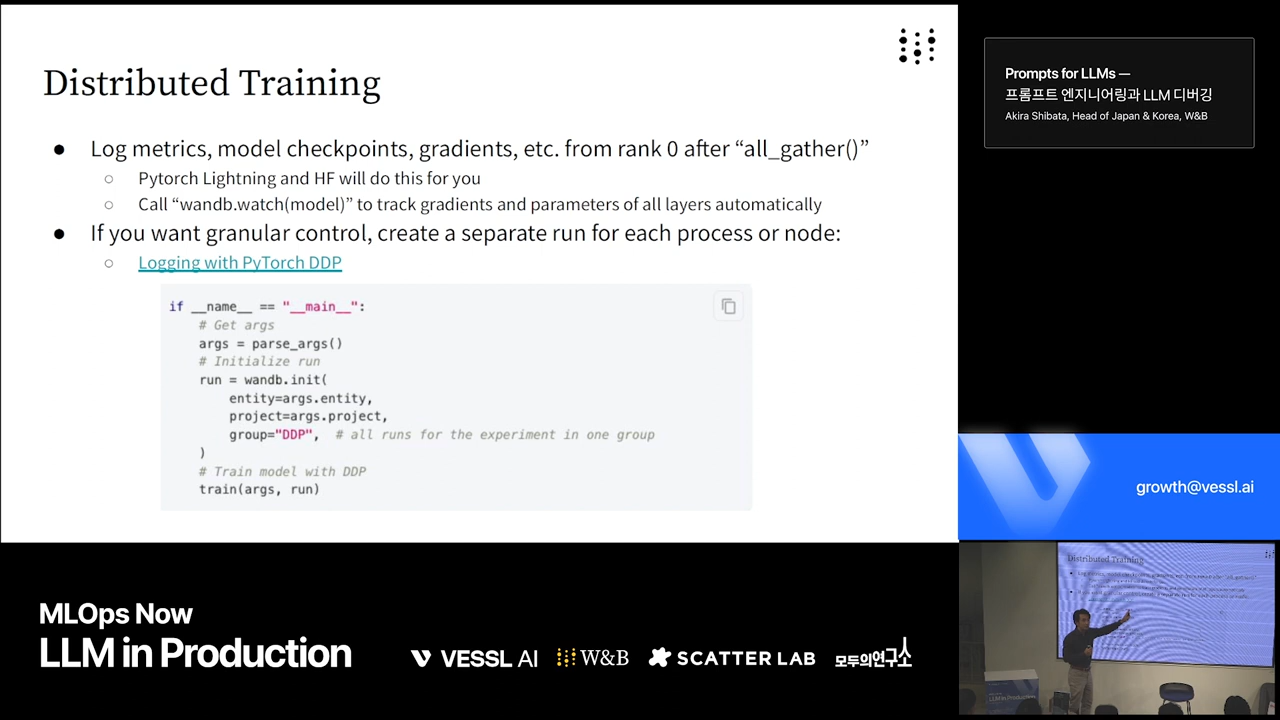 Distributed Training
● Log metrics, model checkpoints, gradients, etc. from rank 0 after “all_gather()”
○ Pytorch Lightning and HF will do this for you
○ Call “wandb.watch(model)” to track gradients and parameters of all layers automatically
● If you want granular control, create a separate run for each process or node:
○ Logging with PyTorch DDP
if __name__ == "__main__":
    # Get args
    args = parse_args()
    # Initialize run
    run = wandb.init(
        entity=args.entity,
        project=args.project,
        group="DDP",  # all runs for the experiment in one group
    )
    # Train model with DDP
    train(args, run)
Prompts for LLMs —
프롬프트 엔지니어링과 LLM 디버깅
Akira Shibata, Head of Japan & Korea, W&B
growth@vessl.ai
Distributed Training
MLOps Now
LLM in Production
VESSL AI
W&B
SCATTER LAB
모두의연구소
LLM in Production